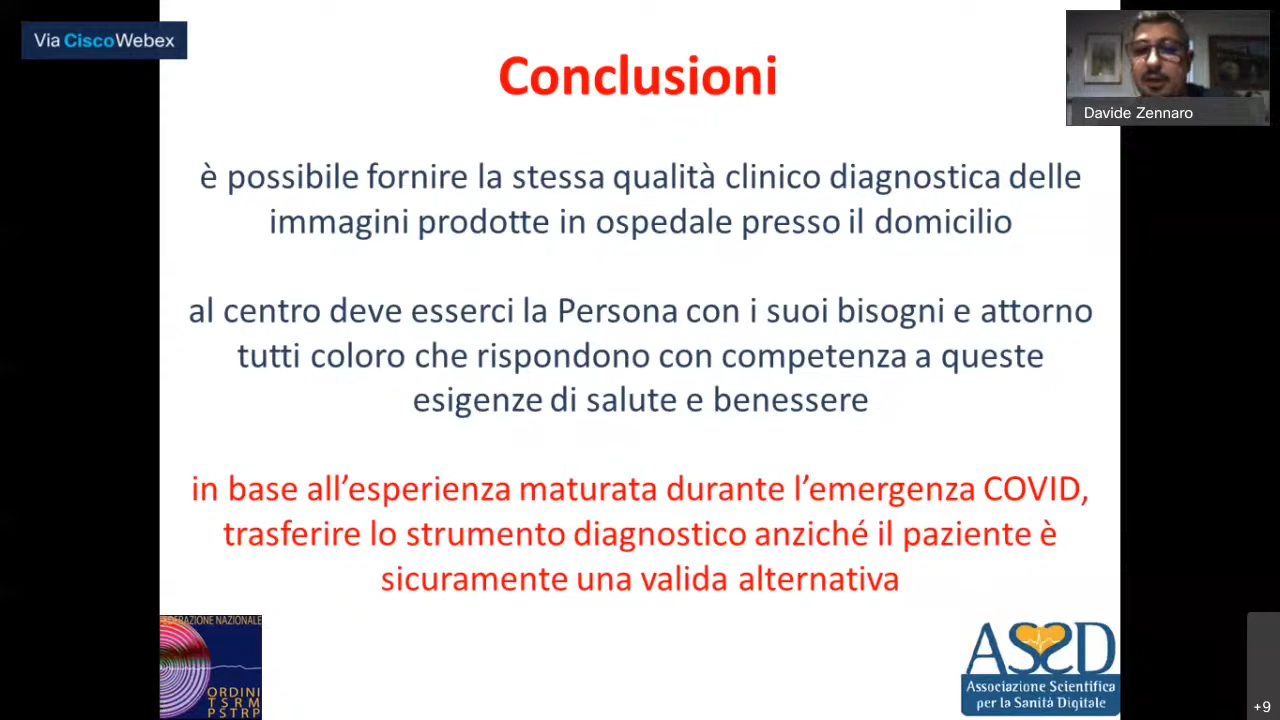 Via CiscoWebex
Conclusioni
Davide Zennaro
è possibile fornire la stessa qualità clinico diagnostica delle
immagini prodotte in ospedale presso il domicilio
al centro deve esserci la Persona con i suoi bisogni e attorno
tutti coloro che rispondono con competenza a queste
esigenze di salute e benessere
in base all’esperienza maturata durante l’emergenza COVID,
trasferire lo strumento diagnostico anziché il paziente è
sicuramente una valida alternativa
FEDERAZIONE NAZIONALE
ORDINI
TSRM
PSTRP
ASSD
Associazione Scientifica
per la Sanità Digitale
+9